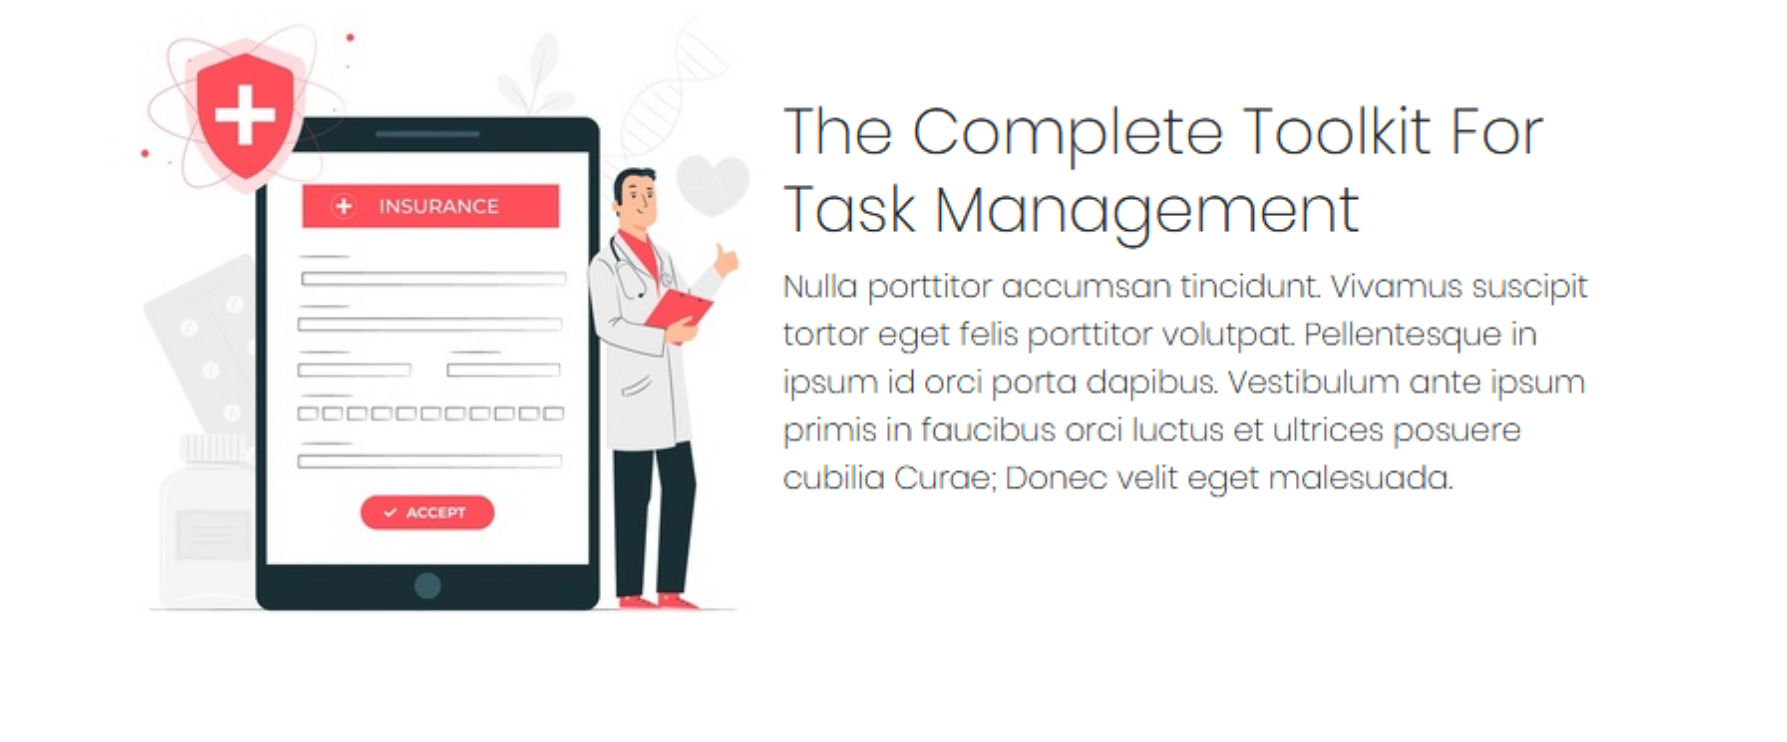 INSURANCE
ACCEPT
The Complete Toolkit For
Task Management
Nulla porttitor accumsan tincidunt. Vivamus suscipit
tortor eget felis porttitor volutpat. Pellentesque in
ipsum id orci porta dapibus. Vestibulum ante ipsum
primis in faucibus orci luctus et ultrices posuere
cubilia Curae; Donec velit eget malesuada.